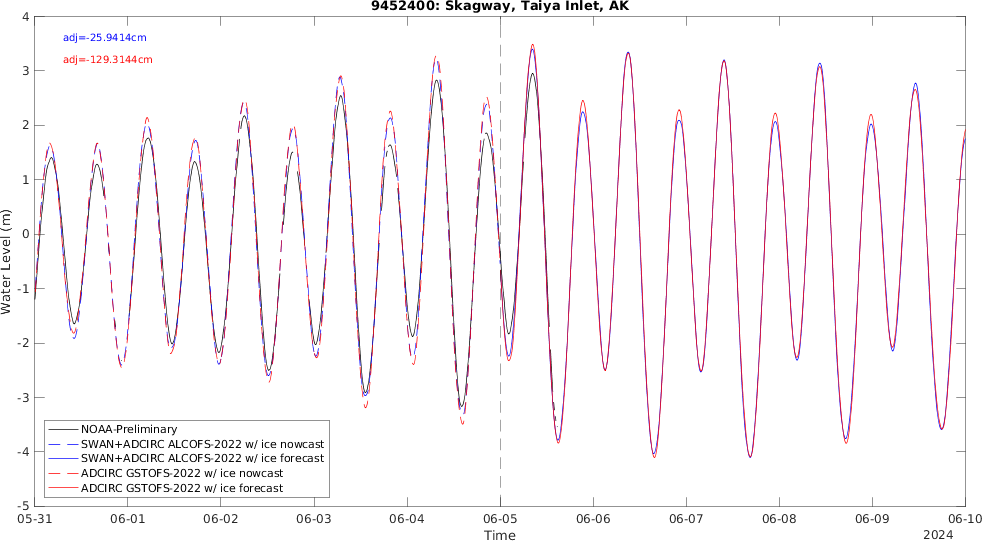 9452400: Skagway, Taiya Inlet, AK
adj=-25.9414cm
adj=-129.3144cm
4
3
2
1
0
-1
-2
-3
-4
-5
Water Level (m)
NOAA-Preliminary
SWAN+ADCIRC ALCOFS-2022 w/ ice nowcast
SWAN+ADCIRC ALCOFS-2022 w/ ice forecast
ADCIRC GSTOFS-2022 w/ ice nowcast
ADCIRC GSTOFS-2022 w/ ice forecast
05-31 06-01 06-02 06-03 06-04 06-05 06-06 06-07 06-08 06-09 06-10
Time
2024